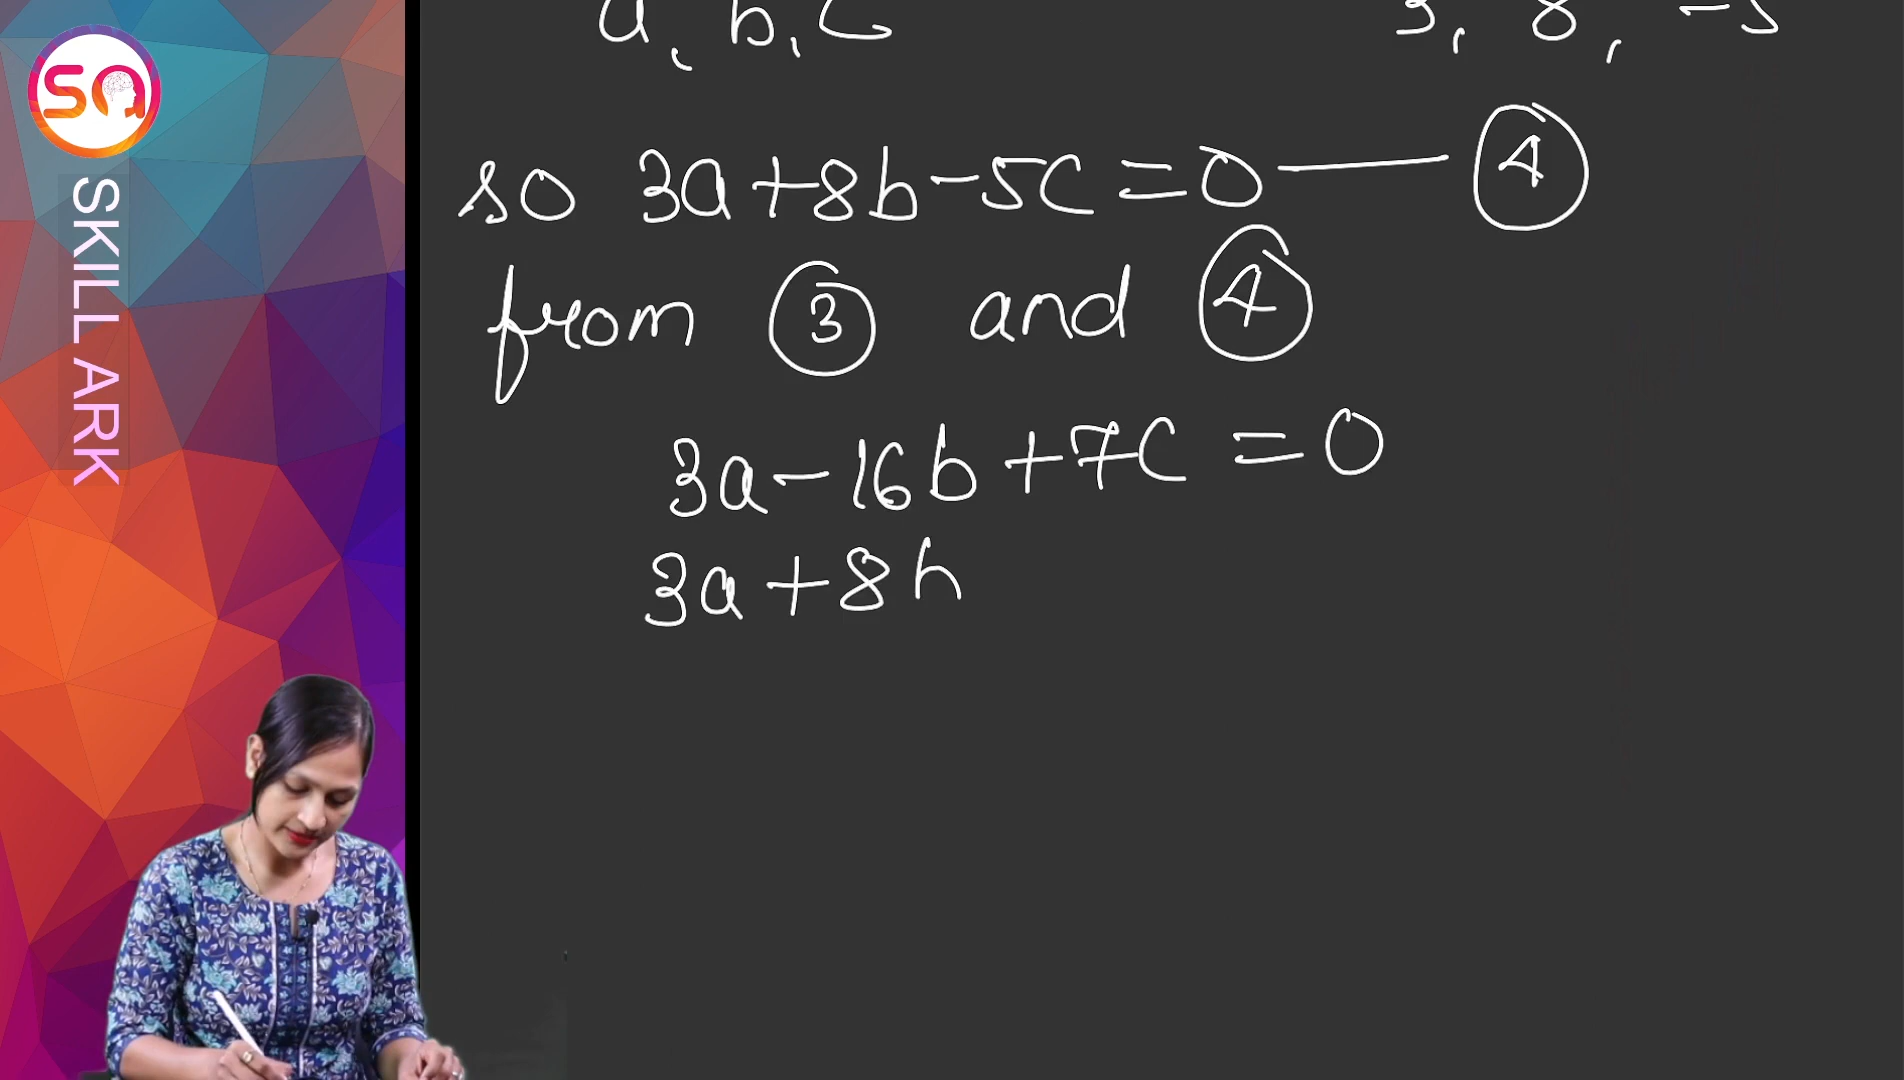 SA
SKILL ARK
a, b, c 3, 8, -5
so 3a+8b-5c=0 — 4
from 3 and 4
3a-16b+7c=0
3a+8h